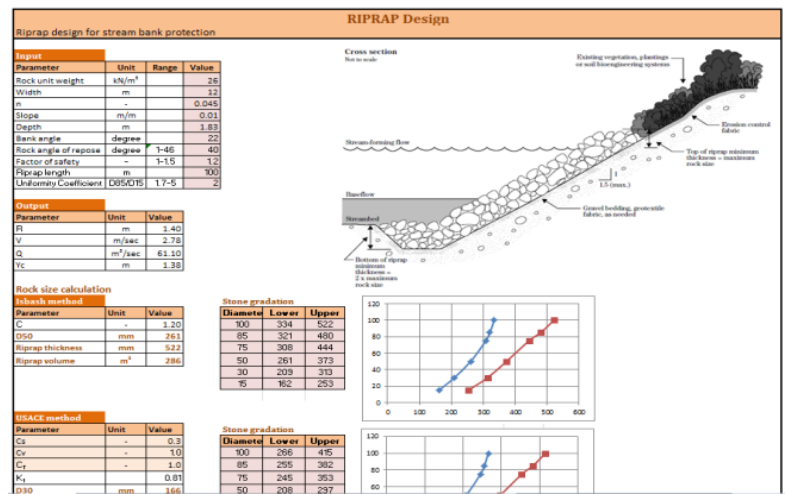 RIPRAP Design
Riprap design for stream bank protection
Input
Parameter Unit Range Value
Rock unit weight kN/m³ 26
Width m 12
n - 0.045
Slope m/m 0.01
Depth m 1.83
Bank angle degree 22
Rock angle of repose degree 1-46 40
Factor of safety - 1-1.5 1.2
Riprap length m 100
Uniformity Coefficient D85/D15 1.7-5 2
Output
Parameter Unit Value
R m 1.40
V m/sec 2.78
Q m³/sec 61.10
Yc m 1.38
Cross section
Not to scale
Existing vegetation, plantings
or soil bioengineering systems
Erosion control
fabric
Stream-forming flow
Top of riprap minimum
thickness = maximum
rock size
1
1.5 (max.)
Baseflow
Gravel bedding, geotextile
fabric, as needed
Streambed
Bottom of riprap
minimum
thickness =
2 x maximum
rock size
Rock size calculation
Isbash method
Parameter Unit Value
C - 1.20
D50 mm 261
Riprap thickness mm 522
Riprap volume m³ 286
Stone gradation
Diamete Lower Upper
100 334 522
85 321 480
75 308 444
50 261 373
30 209 313
15 162 253
120
100
80
60
40
20
0
0 100 200 300 400 500 600
USACE method
Parameter Unit Value
Cs - 0.3
Cv - 1.0
CT - 1.0
K1 0.81
D30 mm 166
Stone gradation
Diamete Lower Upper
100 266 415
85 255 382
75 245 353
50 208 297
120
100
80
60